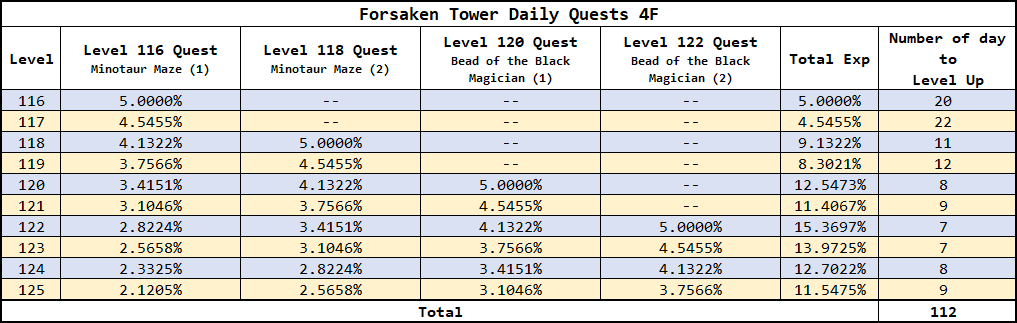 Forsaken Tower Daily Quests 4F
Level | Level 116 Quest Minotaur Maze (1) | Level 118 Quest Minotaur Maze (2) | Level 120 Quest Bead of the Black Magician (1) | Level 122 Quest Bead of the Black Magician (2) | Total Exp | Number of day to Level Up
116 | 5.0000% | -- | -- | -- | 5.0000% | 20
117 | 4.5455% | -- | -- | -- | 4.5455% | 22
118 | 4.1322% | 5.0000% | -- | -- | 9.1322% | 11
119 | 3.7566% | 4.5455% | -- | -- | 8.3021% | 12
120 | 3.4151% | 4.1322% | 5.0000% | -- | 12.5473% | 8
121 | 3.1046% | 3.7566% | 4.5455% | -- | 11.4067% | 9
122 | 2.8224% | 3.4151% | 4.1322% | 5.0000% | 15.3697% | 7
123 | 2.5658% | 3.1046% | 3.7566% | 4.5455% | 13.9725% | 7
124 | 2.3325% | 2.8224% | 3.4151% | 4.1322% | 12.7022% | 8
125 | 2.1205% | 2.5658% | 3.1046% | 3.7566% | 11.5475% | 9
Total | 112